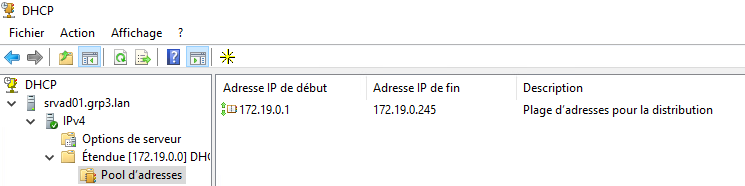 DHCP
Fichier Action Affichage ?
DHCP
srvad01.grp3.lan
IPv4
Options de serveur
Étendue [172.19.0.0] DHC
Pool d'adresses
Adresse IP de début Adresse IP de fin Description
172.19.0.1 172.19.0.245 Plage d'adresses pour la distribution